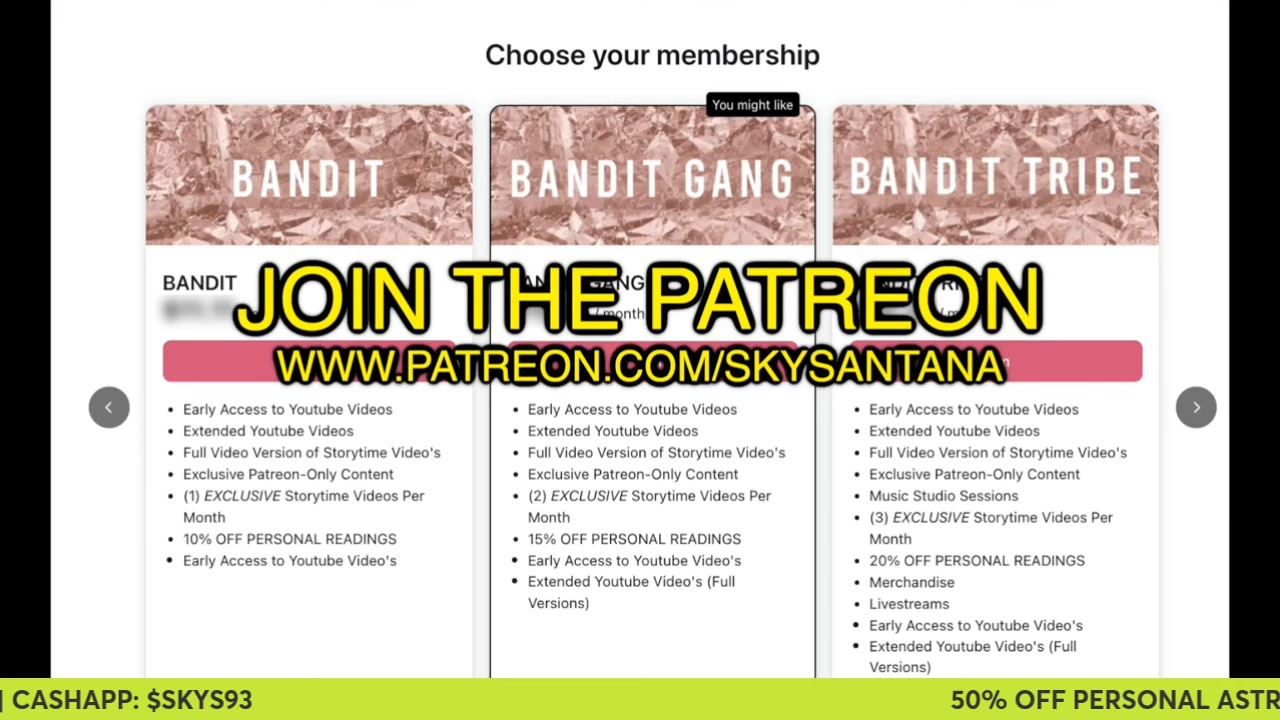 Choose your membership
You might like
BANDIT
BANDIT GANG
BANDIT TRIBE
BANDIT
JOIN THE PATREON
/ month
WWW.PATREON.COM/SKYSANTANA
• Early Access to Youtube Videos
• Extended Youtube Videos
• Full Video Version of Storytime Video's
• Exclusive Patreon-Only Content
• (1) EXCLUSIVE Storytime Videos Per
Month
• 10% OFF PERSONAL READINGS
• Early Access to Youtube Video's
• Early Access to Youtube Videos
• Extended Youtube Videos
• Full Video Version of Storytime Video's
• Exclusive Patreon-Only Content
• (2) EXCLUSIVE Storytime Videos Per
Month
• 15% OFF PERSONAL READINGS
• Early Access to Youtube Video's
• Extended Youtube Video's (Full
Versions)
• Early Access to Youtube Videos
• Extended Youtube Videos
• Full Video Version of Storytime Video's
• Exclusive Patreon-Only Content
• Music Studio Sessions
• (3) EXCLUSIVE Storytime Videos Per
Month
• 20% OFF PERSONAL READINGS
• Merchandise
• Livestreams
• Early Access to Youtube Video's
• Extended Youtube Video's (Full
Versions)
| CASHAPP: $SKYS93
50% OFF PERSONAL ASTR